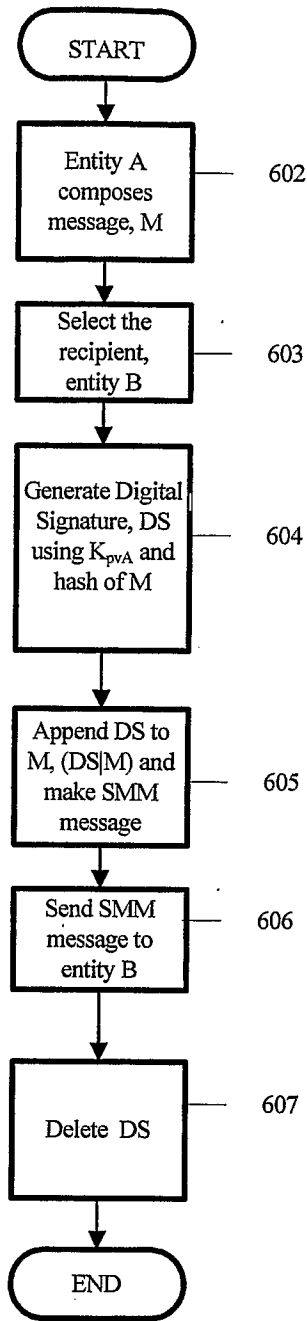 START
Entity A
composes
message, M
602
Select the
recipient,
entity B
603
Generate Digital
Signature, DS
using KpvA and
hash of M
604
Append DS to
M, (DS|M) and
make SMM
message
605
Send SMM
message to
entity B
606
Delete DS
607
END